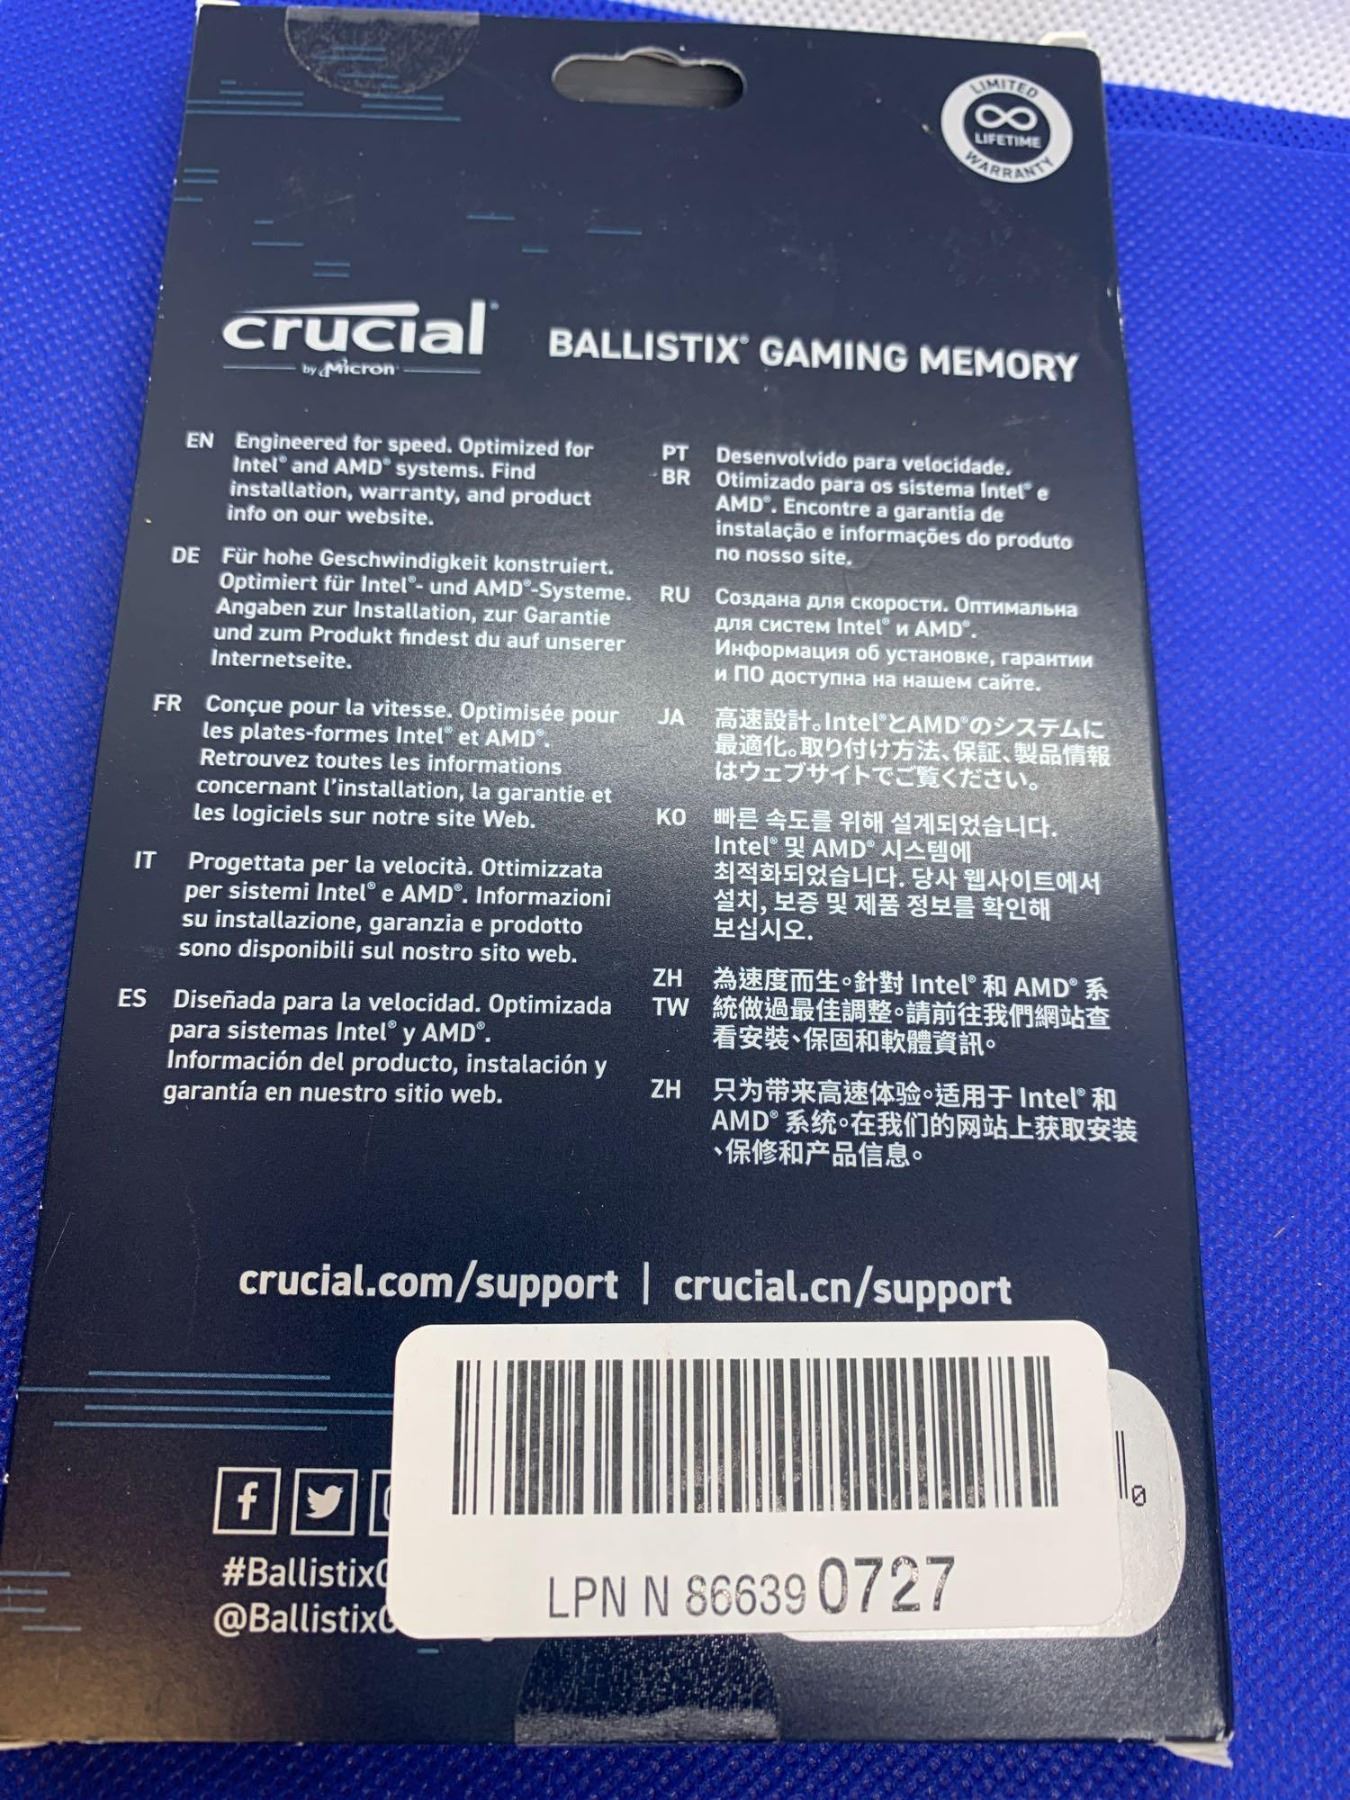 LIMITED
LIFETIME
WARRANTY
crucial®
by Micron®
BALLISTIX® GAMING MEMORY
EN Engineered for speed. Optimized for
Intel® and AMD® systems. Find
installation, warranty, and product
info on our website.
DE Für hohe Geschwindigkeit konstruiert.
Optimiert für Intel®- und AMD®-Systeme.
Angaben zur Installation, zur Garantie
und zum Produkt findest du auf unserer
Internetseite.
FR Conçue pour la vitesse. Optimisée pour
les plates-formes Intel® et AMD®.
Retrouvez toutes les informations
concernant l'installation, la garantie et
les logiciels sur notre site Web.
IT Progettata per la velocità. Ottimizzata
per sistemi Intel® e AMD®. Informazioni
su installazione, garanzia e prodotto
sono disponibili sul nostro sito web.
ES Diseñada para la velocidad. Optimizada
para sistemas Intel® y AMD®.
Información del producto, instalación y
garantía en nuestro sitio web.
PT Desenvolvido para velocidade.
BR Otimizado para os sistema Intel® e
AMD®. Encontre a garantia de
instalação e informações do produto
no nosso site.
RU Создана для скорости. Оптимальна
для систем Intel® и AMD®.
Информация об установке, гарантии
и ПО доступна на нашем сайте.
JA 高速設計。Intel®とAMD®のシステムに
最適化。取り付け方法、保証、製品情報
はウェブサイトでご覧ください。
KO 빠른 속도를 위해 설계되었습니다.
Intel® 및 AMD® 시스템에
최적화되었습니다. 당사 웹사이트에서
설치, 보증 및 제품 정보를 확인해
보십시오.
ZH 為速度而生。針對 Intel® 和 AMD® 系
TW 統做過最佳調整。請前往我們網站查
看安裝、保固和軟體資訊。
ZH 只为带来高速体验。适用于 Intel® 和
AMD® 系统。在我们的网站上获取安装
、保修和产品信息。
crucial.com/support | crucial.cn/support
0
#Ballistix
@Ballistix
LPN N 86639 0727